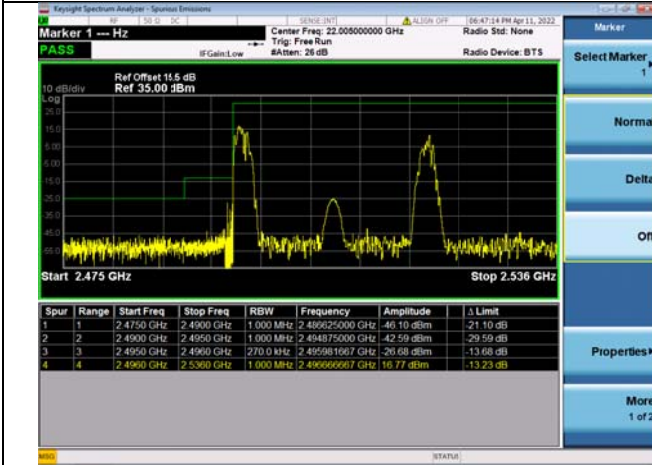 Keysight Spectrum Analyzer - Spurious Emissions
RF 50 Ω DC SENSE:INT ALIGN OFF 06:47:14 PM Apr 11, 2022
Marker 1 --- Hz Center Freq: 22.005000000 GHz Radio Std: None
Trig: Free Run
PASS IFGain:Low #Atten: 26 dB Radio Device: BTS
Ref Offset 15.5 dB
10 dB/div Ref 35.00 dBm
Log
25.0
15.0
5.00
-5.00
-15.0
-25.0
-35.0
-45.0
-55.0
Start 2.475 GHz Stop 2.536 GHz
Spur Range Start Freq Stop Freq RBW Frequency Amplitude Δ Limit
1 1 2.4750 GHz 2.4900 GHz 1.000 MHz 2.486625000 GHz -46.10 dBm -21.10 dB
2 2 2.4900 GHz 2.4950 GHz 1.000 MHz 2.494875000 GHz -42.59 dBm -29.59 dB
3 3 2.4950 GHz 2.4960 GHz 270.0 kHz 2.495981667 GHz -26.68 dBm -13.68 dB
4 4 2.4960 GHz 2.5360 GHz 1.000 MHz 2.496666667 GHz 16.77 dBm -13.23 dB
MSG STATUS
Marker
Select Marker
1
Norma
Delta
Off
Properties
More
1 of 2